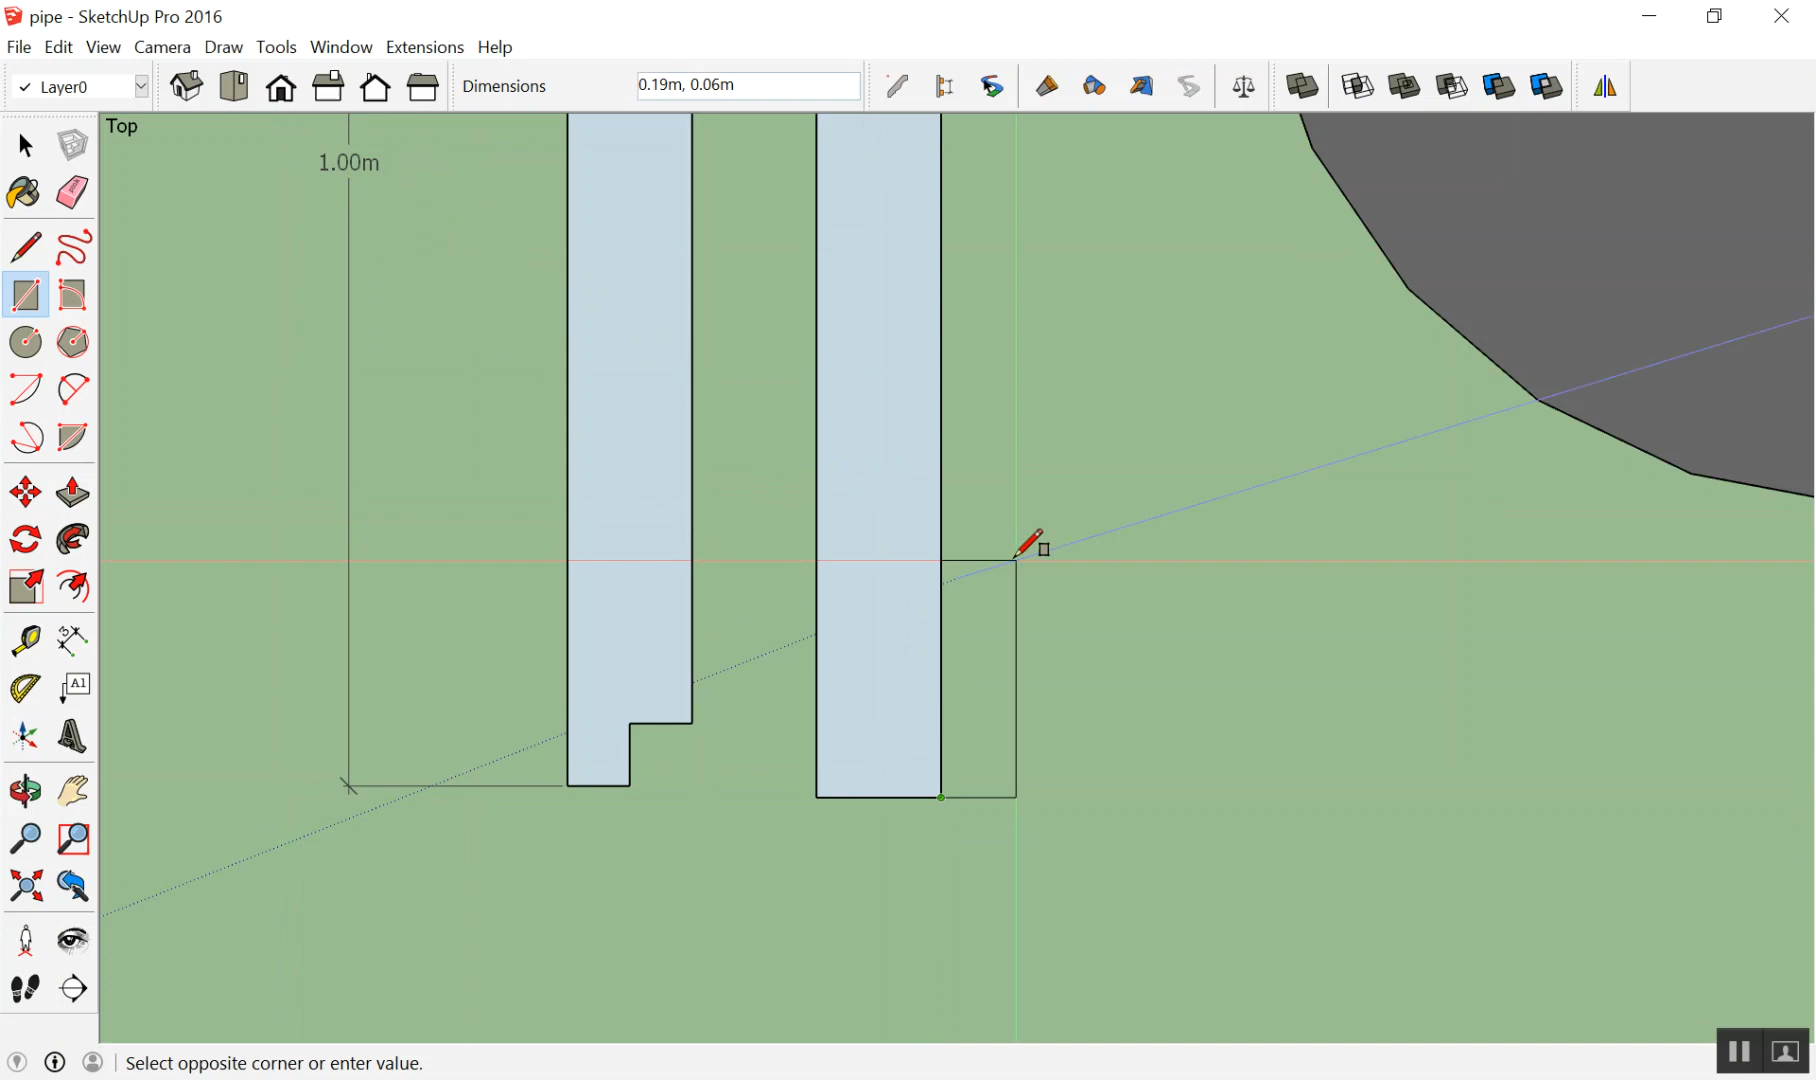 pipe - SketchUp Pro 2016
File Edit View Camera Draw Tools Window Extensions Help
Layer0 Dimensions 0.19m, 0.06m
Top
1.00m
A1
Select opposite corner or enter value.